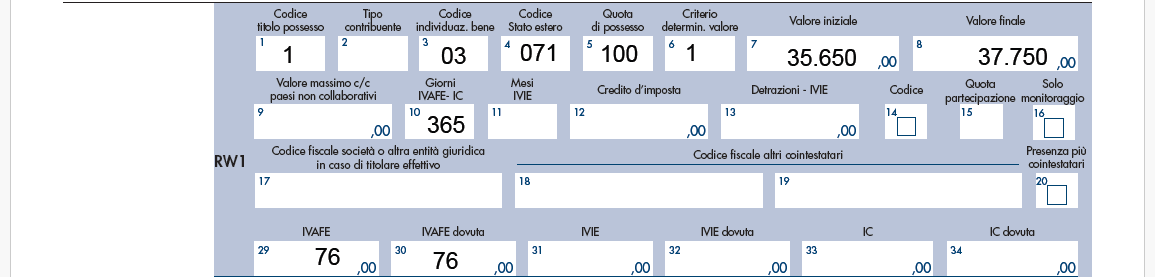 Codice Tipo Codice Codice Quota Criterio Valore iniziale Valore finale
titolo possesso contribuente individuaz. bene Stato estero di possesso determin. valore
1 1 2 3 03 4 071 5 100 6 1 7 35.650 ,00 8 37.750 ,00
Valore massimo c/c Giorni Mesi Credito d'imposta Detrazioni - IVIE Codice Quota Solo
paesi non collaborativi IVAFE- IC IVIE partecipazione monitoraggio
9 ,00 10 365 11 12 ,00 13 ,00 14 15 16
RW1 Codice fiscale società o altra entità giuridica Codice fiscale altri cointestatari Presenza più
in caso di titolare effettivo cointestatari
17 18 19 20
IVAFE IVAFE dovuta IVIE IVIE dovuta IC IC dovuta
29 76 ,00 30 76 ,00 31 ,00 32 ,00 33 ,00 34 ,00